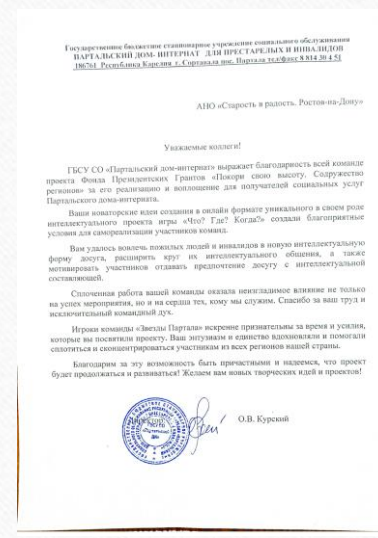 Государственное бюджетное стационарное учреждение социального обслуживания
ПАРТАЛЬСКИЙ ДОМ- ИНТЕРНАТ ДЛЯ ПРЕСТАРЕЛЫХ И ИНВАЛИДОВ
186761 Республика Карелия г. Сортавала пос. Партала тел/факс 8 814 30 4 51
АНО «Старость в радость. Ростов-на-Дону»
Уважаемые коллеги!
ГБСУ СО «Партальский дом-интернат» выражает благодарность всей команде
проекта Фонда Президентских Грантов «Покори свою высоту. Содружество
регионов» за его реализацию и воплощение для получателей социальных услуг
Партальского дома-интерната.
Ваши новаторские идеи создания в онлайн формате уникального в своем роде
интеллектуального проекта игры «Что? Где? Когда?» создали благоприятные
условия для самореализации участников команд.
Вам удалось вовлечь пожилых людей и инвалидов в новую интеллектуальную
форму досуга, расширить круг их интеллектуального общения, а также
мотивировать участников отдавать предпочтение досугу с интеллектуальной
составляющей.
Сплоченная работа вашей команды оказала неизгладимое влияние не только
на успех мероприятия, но и на сердца тех, кому мы служим. Спасибо за ваш труд и
исключительный командный дух.
Игроки команды «Звезды Партала» искренне признательны за время и усилия,
которые вы посвятили проекту. Ваш энтузиазм и единство вдохновляли и помогали
сплотиться и сконцентрироваться участникам из всех регионов нашей страны.
Благодарим за эту возможность быть причастными и надеемся, что проект
будет продолжаться и развиваться! Желаем вам новых творческих идей и проектов!
Директор
О.В. Курский